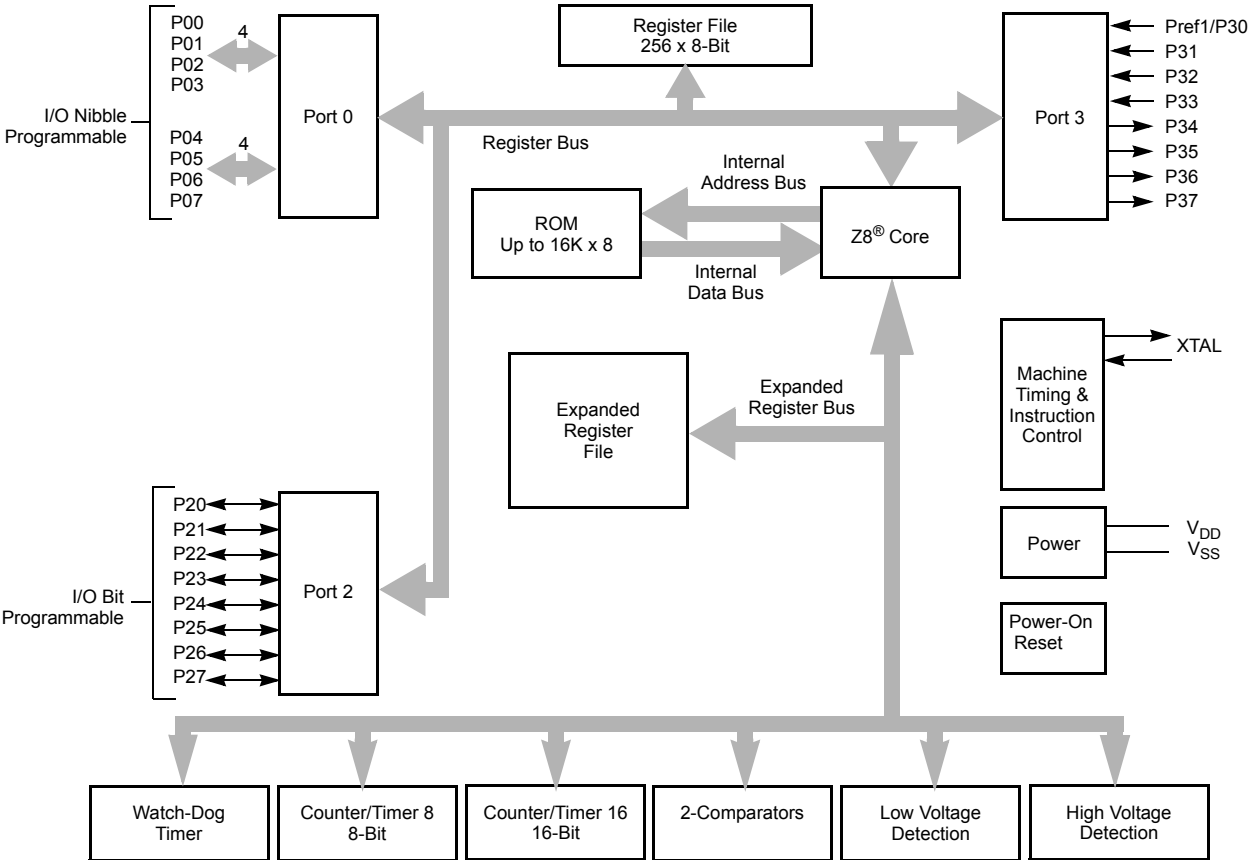 P00
P01
P02
P03
4
I/O Nibble
Programmable
P04
P05
P06
P07
4
Port 0
Register File
256 x 8-Bit
Register Bus
Port 3
Pref1/P30
P31
P32
P33
P34
P35
P36
P37
Internal
Address Bus
ROM
Up to 16K x 8
Z8® Core
Internal
Data Bus
Machine
Timing &
Instruction
Control
XTAL
Expanded
Register
File
Expanded
Register Bus
I/O Bit
Programmable
P20
P21
P22
P23
P24
P25
P26
P27
Port 2
Power
VDD
VSS
Power-On
Reset
Watch-Dog
Timer
Counter/Timer 8
8-Bit
Counter/Timer 16
16-Bit
2-Comparators
Low Voltage
Detection
High Voltage
Detection